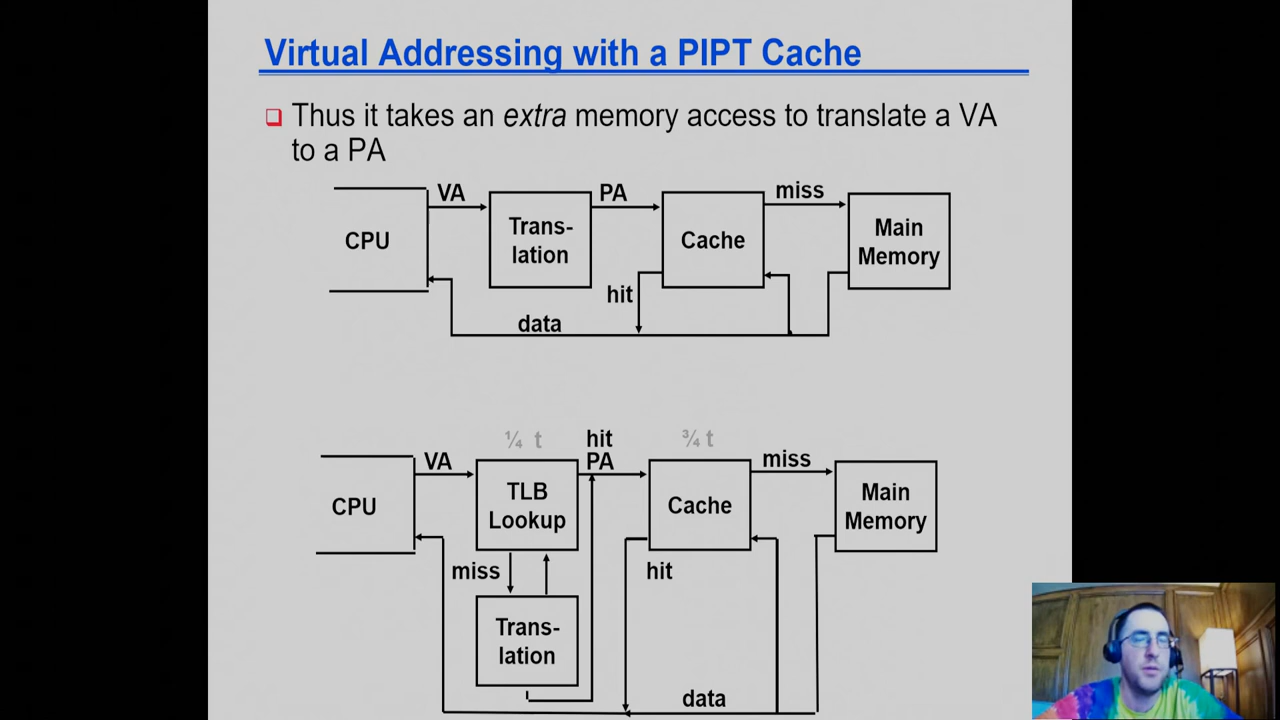 Virtual Addressing with a PIPT Cache
Thus it takes an extra memory access to translate a VA
to a PA
VA
PA
miss
CPU
Trans-
lation
Cache
Main
Memory
hit
data
¼ t
hit
¾ t
VA
PA
miss
CPU
TLB
Lookup
Cache
Main
Memory
miss
hit
Trans-
lation
data